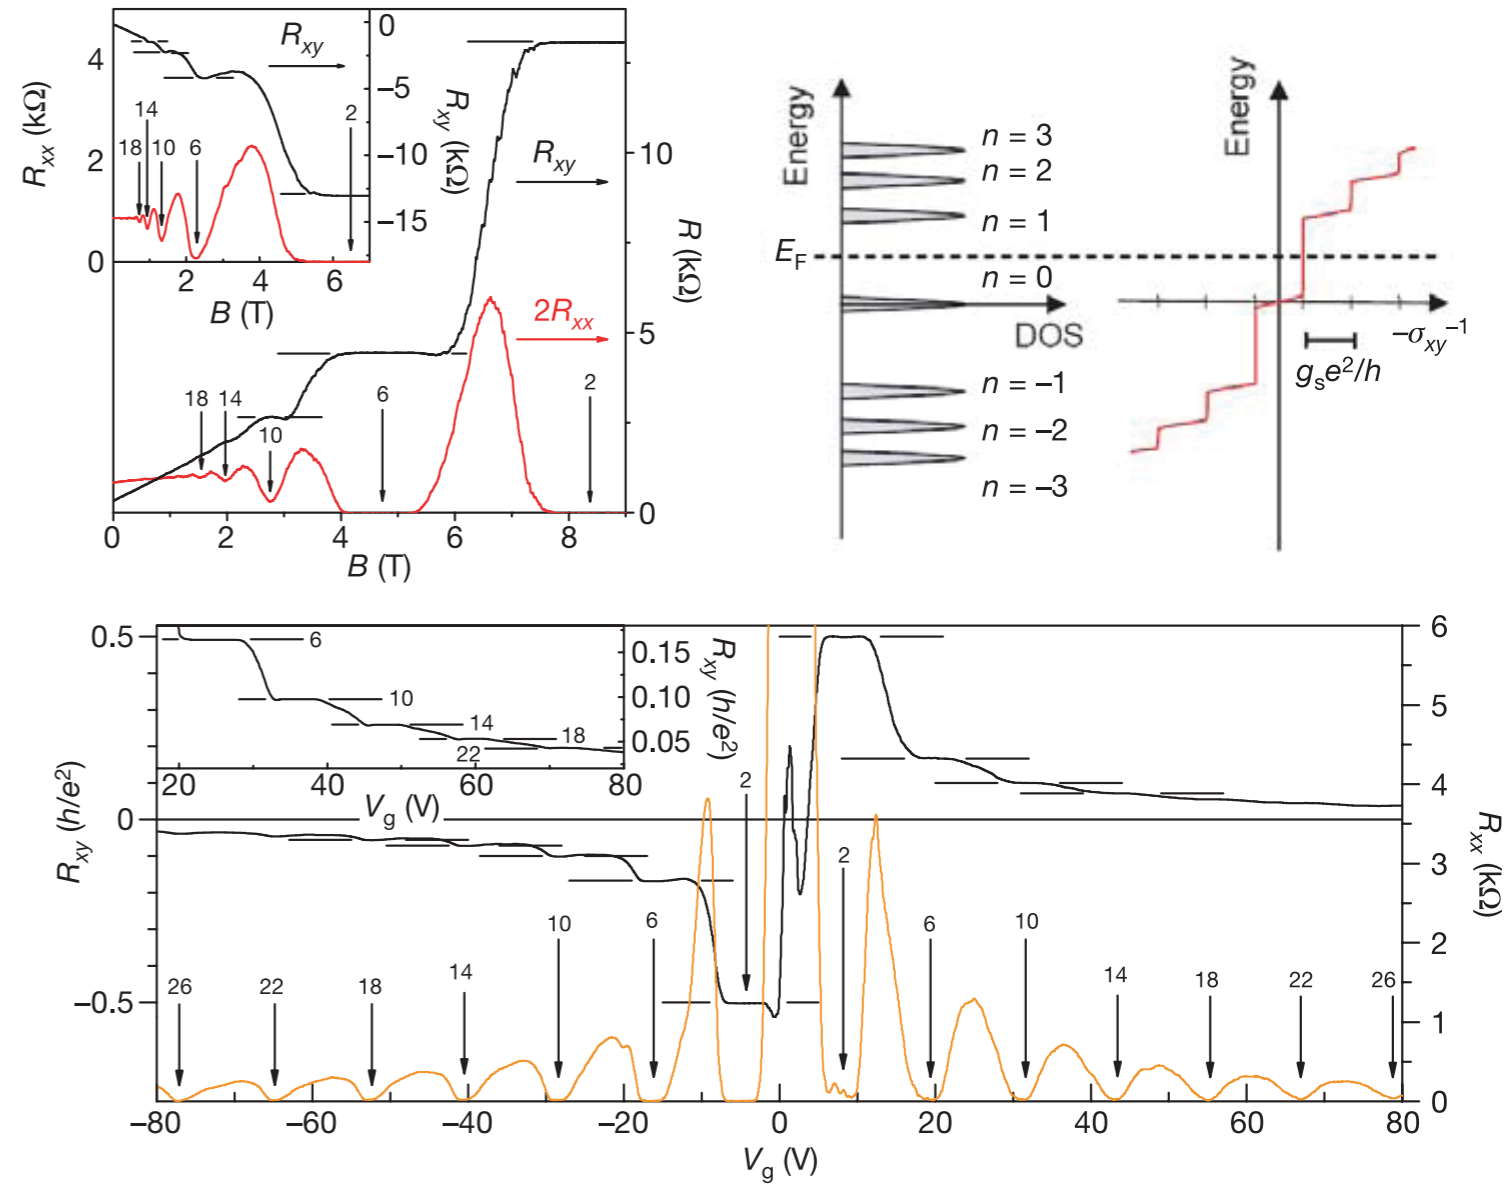 R_xx (kΩ)
4
2
0
0
−5
−10
−15
R_xy (kΩ)
R_xy
14
18
10
6
2
2
4
6
B (T)
R_xy
2R_xx
10
5
0
R (kΩ)
18
14
10
6
2
0
2
4
6
8
B (T)
Energy
n = 3
n = 2
n = 1
E_F
n = 0
DOS
n = −1
n = −2
n = −3
Energy
−σ_xy^−1
g_s e^2/h
R_xy (h/e^2)
0.5
0
−0.5
6
10
14
18
22
0.15
0.10
0.05
R_xy (h/e^2)
20
40
60
80
V_g (V)
6
5
4
3
2
1
0
R_xx (kΩ)
26
22
18
14
10
6
2
2
6
10
14
18
22
26
−80
−60
−40
−20
0
20
40
60
80
V_g (V)